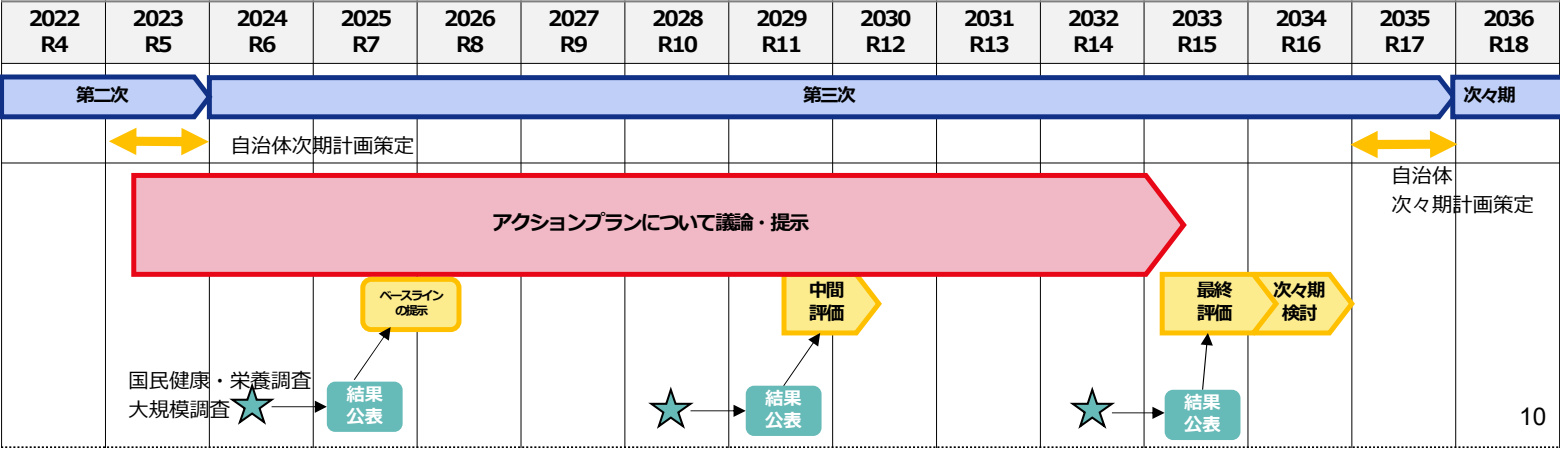 2022 2023 2024 2025 2026 2027 2028 2029 2030 2031 2032 2033 2034 2035 2036
R4 R5 R6 R7 R8 R9 R10 R11 R12 R13 R14 R15 R16 R17 R18
第二次 第三次 次々期
自治体次期計画策定
自治体
次々期計画策定
アクションプランについて議論・提示
ベースライン
の提示
中間
評価
最終
評価
次々期
検討
国民健康・栄養調査
大規模調査
結果
公表
結果
公表
結果
公表
10